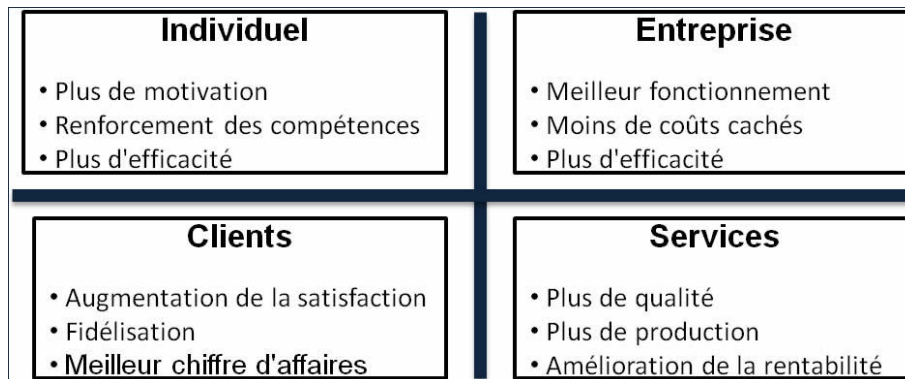 Individuel
• Plus de motivation
• Renforcement des compétences
• Plus d'efficacité
Entreprise
• Meilleur fonctionnement
• Moins de coûts cachés
• Plus d'efficacité
Clients
• Augmentation de la satisfaction
• Fidélisation
• Meilleur chiffre d'affaires
Services
• Plus de qualité
• Plus de production
• Amélioration de la rentabilité